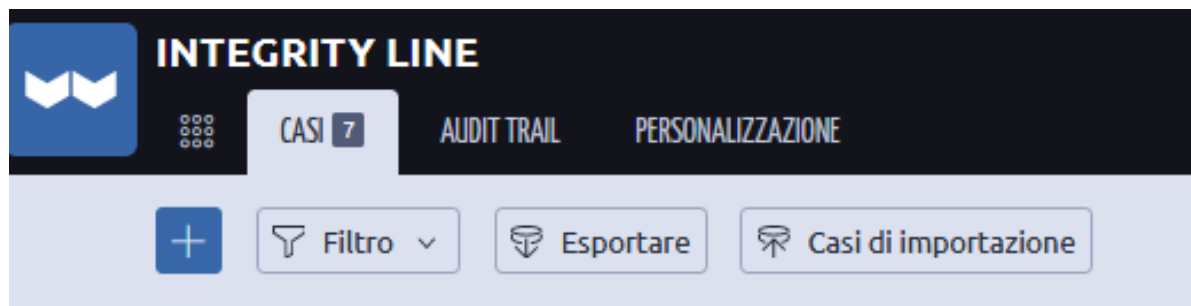 INTEGRITY LINE
CASI 7 AUDIT TRAIL PERSONALIZZAZIONE
Filtro Esportare Casi di importazione